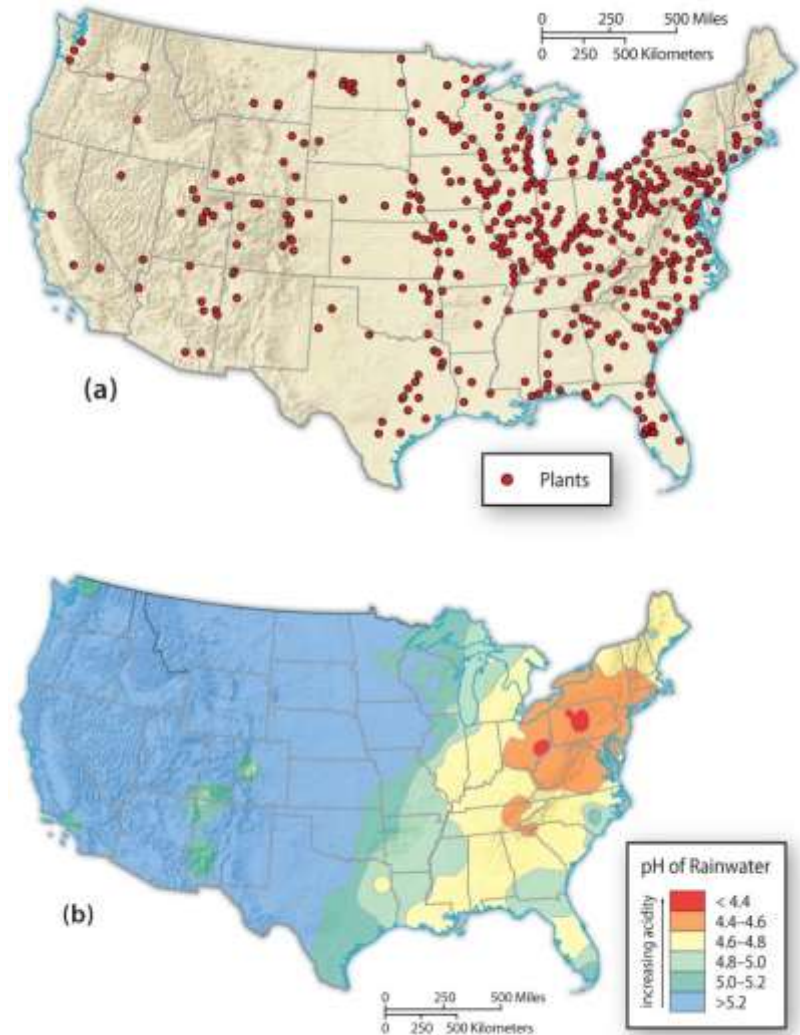 0 250 500 Miles
0 250 500 Kilometers
(a)
Plants
pH of Rainwater
increasing acidity
< 4.4
4.4–4.6
4.6–4.8
4.8–5.0
5.0–5.2
>5.2
(b)
0 250 500 Miles
0 250 500 Kilometers